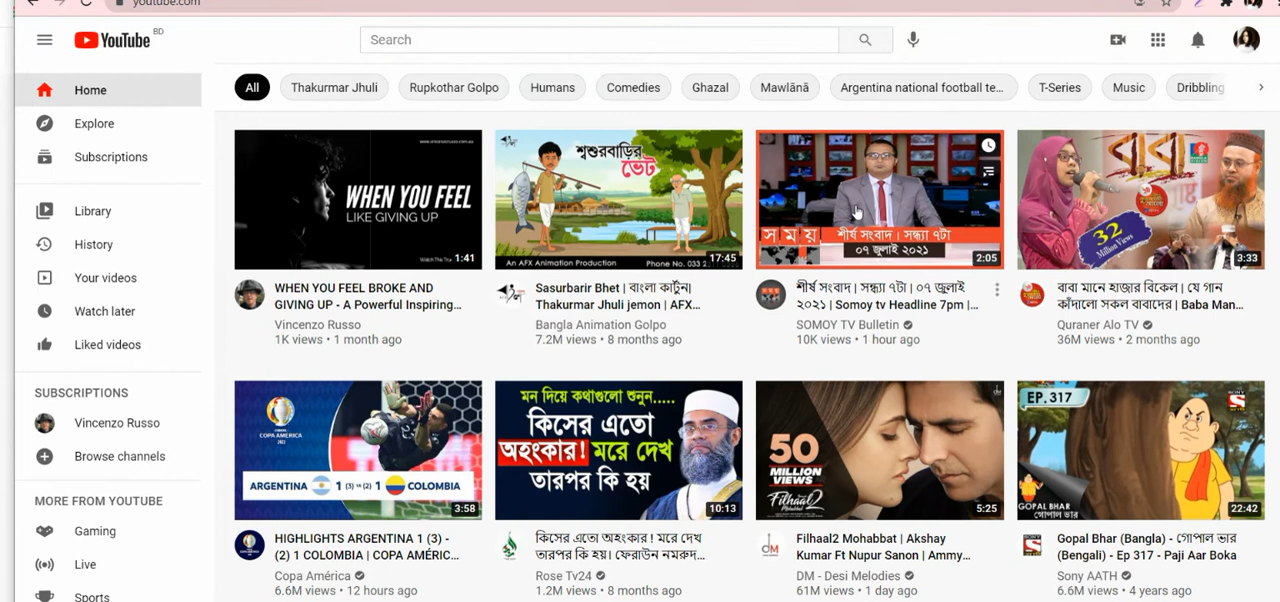 youtube.com
YouTube BD
Search
Home
Explore
Subscriptions
Library
History
Your videos
Watch later
Liked videos
SUBSCRIPTIONS
Vincenzo Russo
Browse channels
MORE FROM YOUTUBE
Gaming
Live
Sports
All
Thakurmar Jhuli
Rupkothar Golpo
Humans
Comedies
Ghazal
Mawlānā
Argentina national football te...
T-Series
Music
Dribbling
WHEN YOU FEEL
LIKE GIVING UP
1:41
WHEN YOU FEEL BROKE AND
GIVING UP - A Powerful Inspiring...
Vincenzo Russo
1K views • 1 month ago
শ্বশুরবাড়ির
ভেট
An AFX Animation Production
Phone No. 033
17:45
Sasurbarir Bhet | বাংলা কার্টুন|
Thakurmar Jhuli jemon | AFX...
Bangla Animation Golpo
7.2M views • 8 months ago
সময়
শীর্ষ সংবাদ। সন্ধ্যা ৭টা
০৭ জুলাই ২০২১
2:05
শীর্ষ সংবাদ | সন্ধ্যা ৭টা | ০৭ জুলাই
২০২১ | Somoy tv Headline 7pm |...
SOMOY TV Bulletin
10K views • 1 hour ago
বাবা
32
Million Views
3:33
বাবা মানে হাজার বিকেল | যে গান
কাঁদালো সকল বাবাদের | Baba Man...
Quraner Alo TV
36M views • 2 months ago
COPA AMERICA
ARGENTINA 1 (3) vs (2) 1 COLOMBIA
3:58
HIGHLIGHTS ARGENTINA 1 (3) -
(2) 1 COLOMBIA | COPA AMÉRIC...
Copa América
6.6M views • 12 hours ago
মন দিয়ে কথাগুলো শুনুন.....
কিসের এতো
অহংকার! মরে দেখ
তারপর কি হয়
10:13
কিসের এতো অহংকার ! মরে দেখ
তারপর কি হয়। ফেরাউন নমরুদ...
Rose Tv24
1.2M views • 8 months ago
50
MILLION
VIEWS
Filhaal2
5:25
Filhaal2 Mohabbat | Akshay
Kumar Ft Nupur Sanon | Ammy...
DM - Desi Melodies
61M views • 1 day ago
EP. 317
SONY
GOPAL BHAR
গোপাল ভার
22:42
Gopal Bhar (Bangla) - গোপাল ভার
(Bengali) - Ep 317 - Paji Aar Boka
Sony AATH
6.6M views • 4 years ago